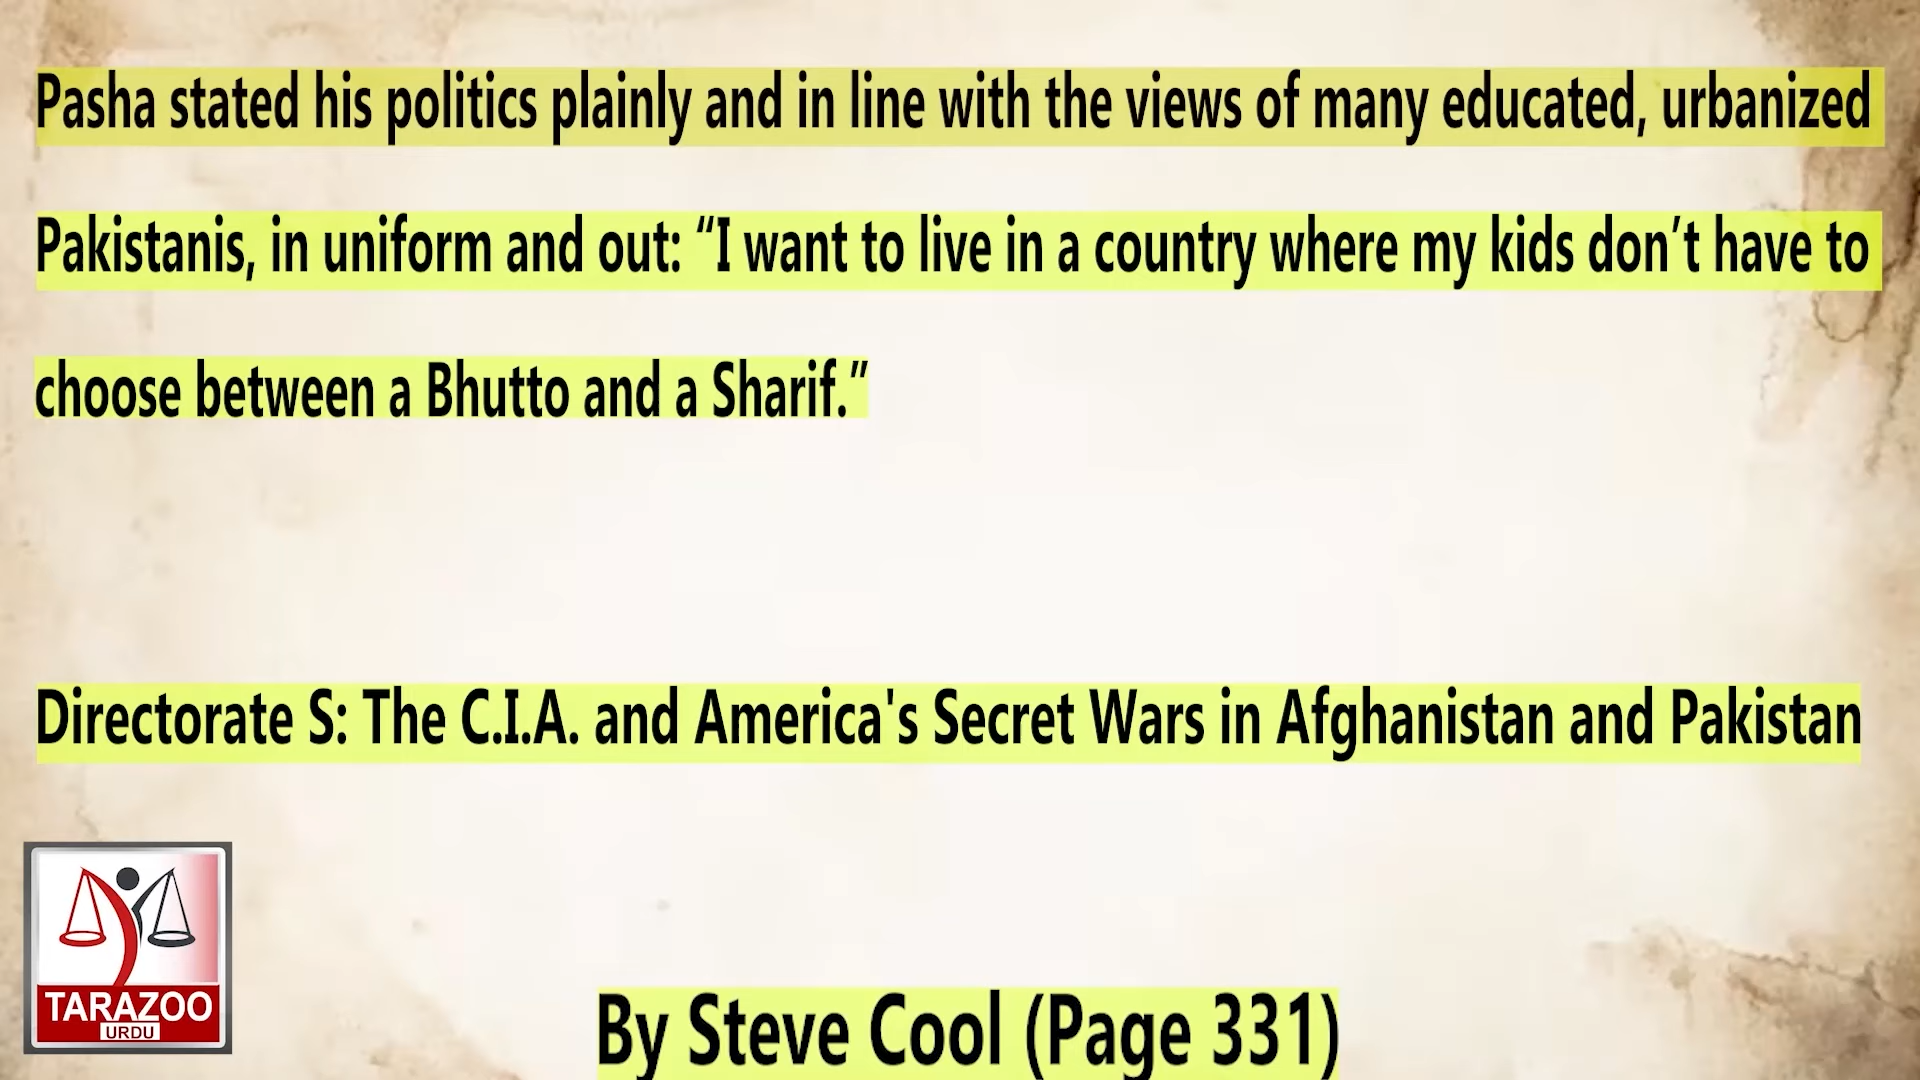 Pasha stated his politics plainly and in line with the views of many educated, urbanized
Pakistanis, in uniform and out: “I want to live in a country where my kids don’t have to
choose between a Bhutto and a Sharif.”
Directorate S: The C.I.A. and America's Secret Wars in Afghanistan and Pakistan
TARAZOO
URDU
By Steve Cool (Page 331)